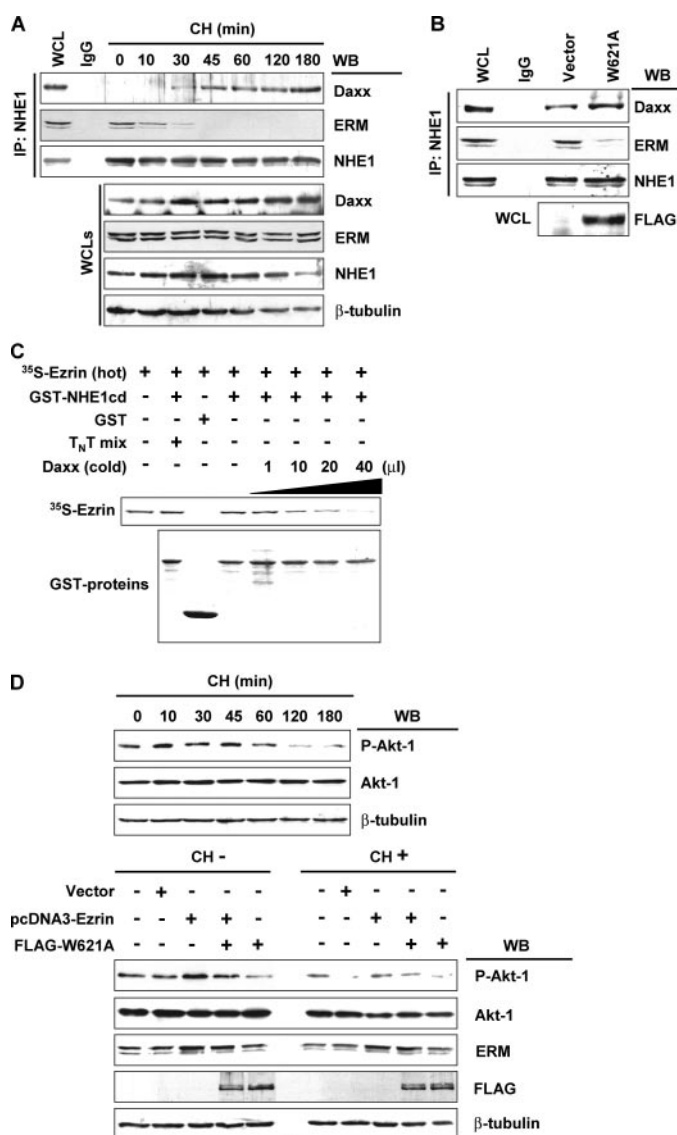 A
CH (min)
WCL IgG 0 10 30 45 60 120 180 WB
IP: NHE1
Daxx
ERM
NHE1
WCLs
Daxx
ERM
NHE1
β-tubulin
B
WCL IgG Vector W621A WB
IP: NHE1
Daxx
ERM
NHE1
WCL FLAG
C
35S-Ezrin (hot) + + + + + + + +
GST-NHE1cd - + - + + + + +
GST - - + - - - - -
TNT mix - + - - - - - -
Daxx (cold) - - - - 1 10 20 40 (μl)
35S-Ezrin
GST-proteins
D
CH (min)
0 10 30 45 60 120 180 WB
P-Akt-1
Akt-1
β-tubulin
CH - CH +
Vector - + - - - - + - - -
pcDNA3-Ezrin - - + + - - - + + -
FLAG-W621A - - - + + - - - + + WB
P-Akt-1
Akt-1
ERM
FLAG
β-tubulin